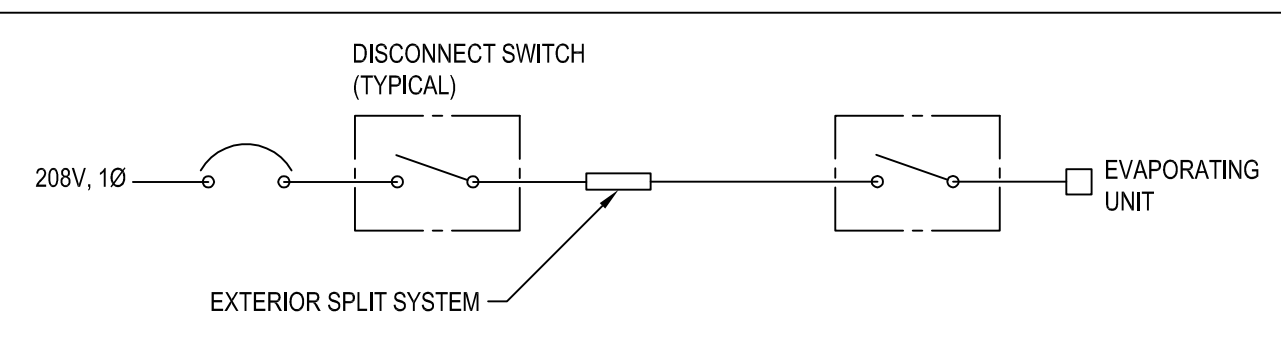 DISCONNECT SWITCH
(TYPICAL)
208V, 1Ø
EVAPORATING
UNIT
EXTERIOR SPLIT SYSTEM